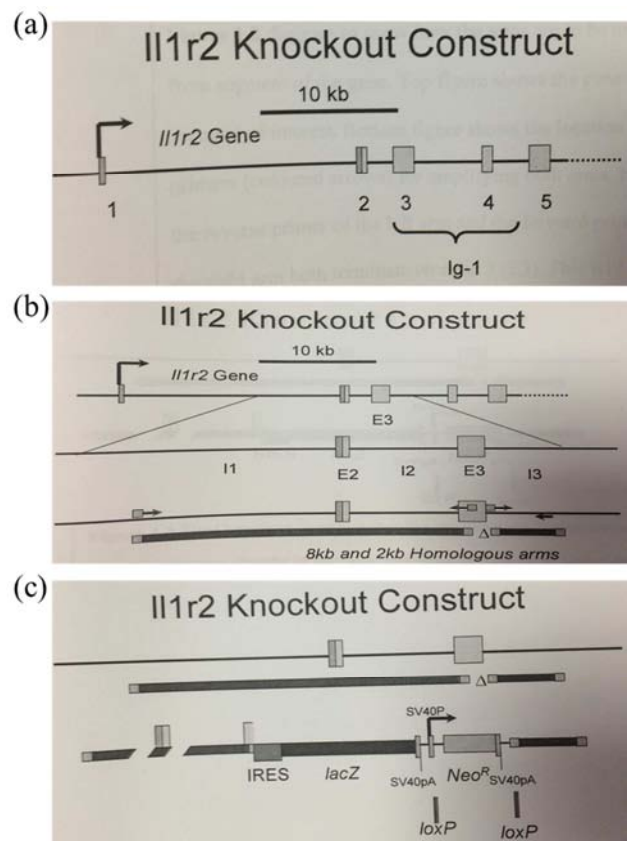 (a)
Il1r2 Knockout Construct
10 kb
Il1r2 Gene
1 2 3 4 5
Ig-1
(b)
Il1r2 Knockout Construct
10 kb
Il1r2 Gene
E3
I1 E2 I2 E3 I3
Δ
8kb and 2kb Homologous arms
(c)
Il1r2 Knockout Construct
Δ
SV40P
IRES lacZ SV40pA NeoR SV40pA
loxP loxP